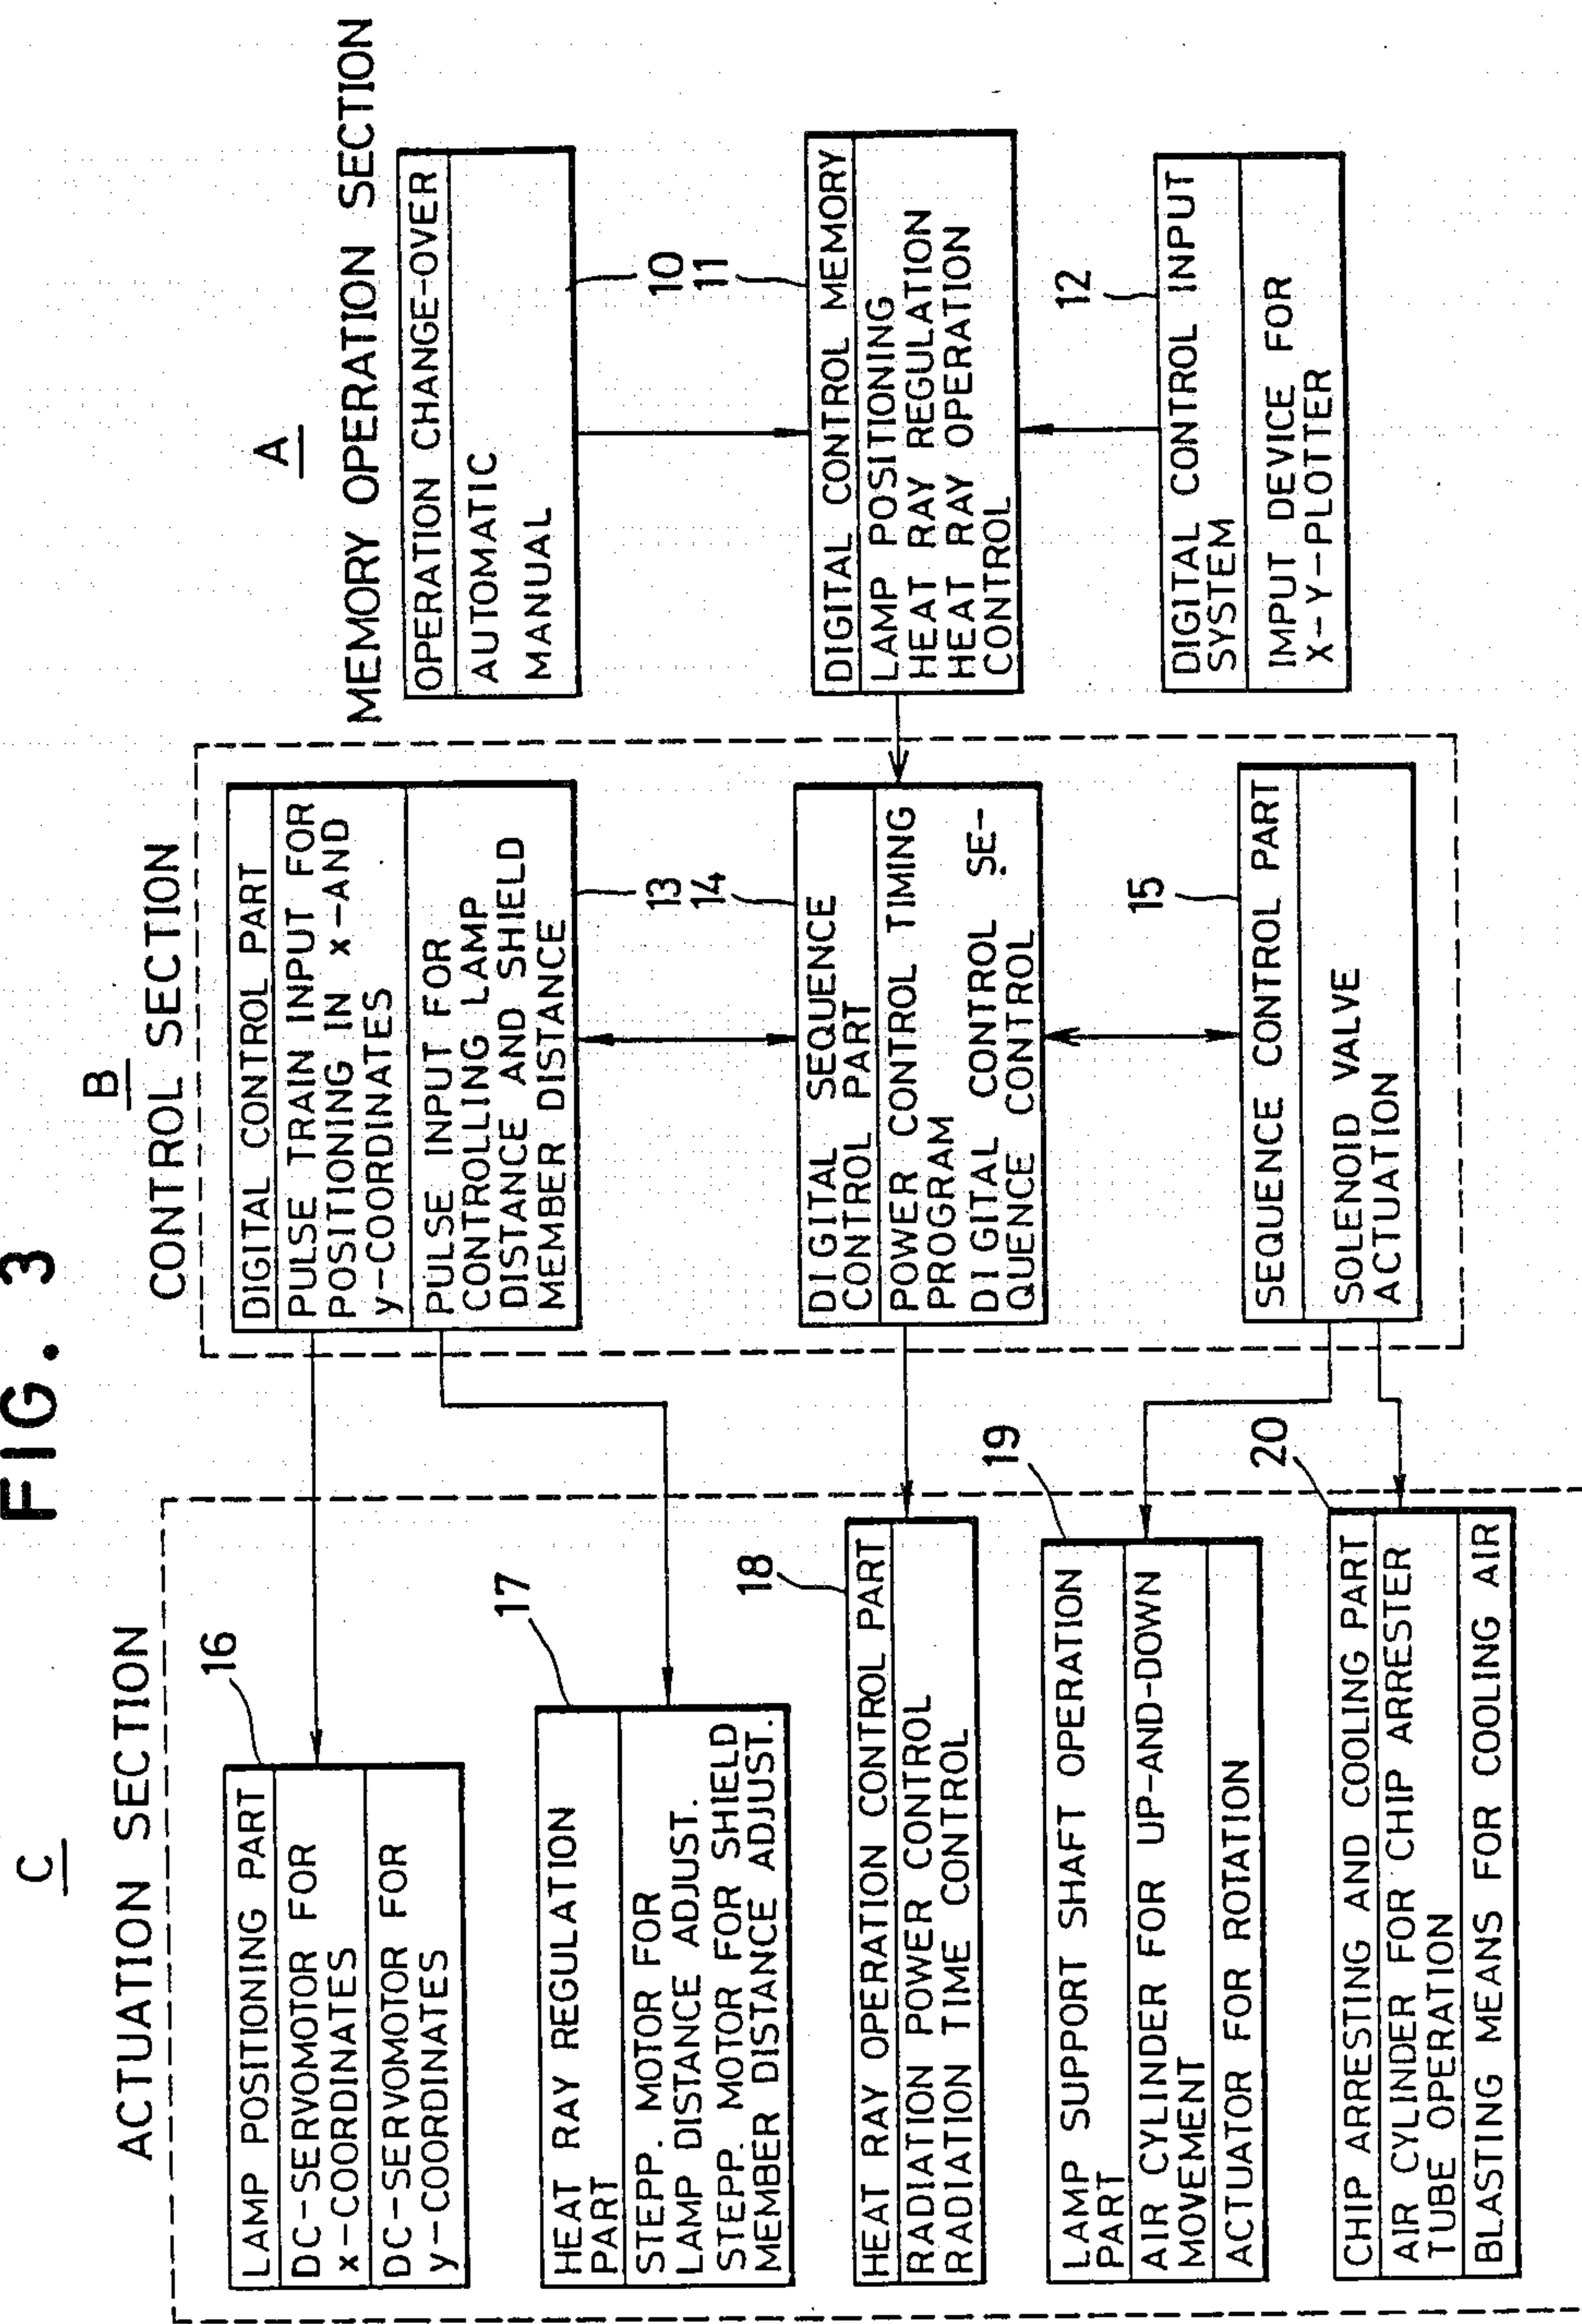 FIG. 3
C
ACTUATION SECTION
16
LAMP POSITIONING PART
DC-SERVOMOTOR FOR
x-COORDINATES
DC-SERVOMOTOR FOR
y-COORDINATES
17
HEAT RAY REGULATION
PART
STEPP. MOTOR FOR
LAMP DISTANCE ADJUST.
STEPP. MOTOR FOR SHIELD
MEMBER DISTANCE ADJUST.
18
HEAT RAY OPERATION CONTROL PART
RADIATION POWER CONTROL
RADIATION TIME CONTROL
19
LAMP SUPPORT SHAFT OPERATION
PART
AIR CYLINDER FOR UP-AND-DOWN
MOVEMENT
ACTUATOR FOR ROTATION
20
CHIP ARRESTING AND COOLING PART
AIR CYLINDER FOR CHIP ARRESTER
TUBE OPERATION
BLASTING MEANS FOR COOLING AIR
B
CONTROL SECTION
DIGITAL CONTROL PART
PULSE TRAIN INPUT FOR
POSITIONING IN x-AND
y-COORDINATES
PULSE INPUT FOR
CONTROLLING LAMP
DISTANCE AND SHIELD
MEMBER DISTANCE
13
14
DIGITAL SEQUENCE
CONTROL PART
POWER CONTROL TIMING
PROGRAM
DIGITAL CONTROL SE-
QUENCE CONTROL
15
SEQUENCE CONTROL PART
SOLENOID VALVE
ACTUATION
A
MEMORY OPERATION SECTION
OPERATION CHANGE-OVER
AUTOMATIC
MANUAL
10
11
DIGITAL CONTROL MEMORY
LAMP POSITIONING
HEAT RAY REGULATION
HEAT RAY OPERATION
CONTROL
12
DIGITAL CONTROL INPUT
SYSTEM
IMPUT DEVICE FOR
X-Y-PLOTTER